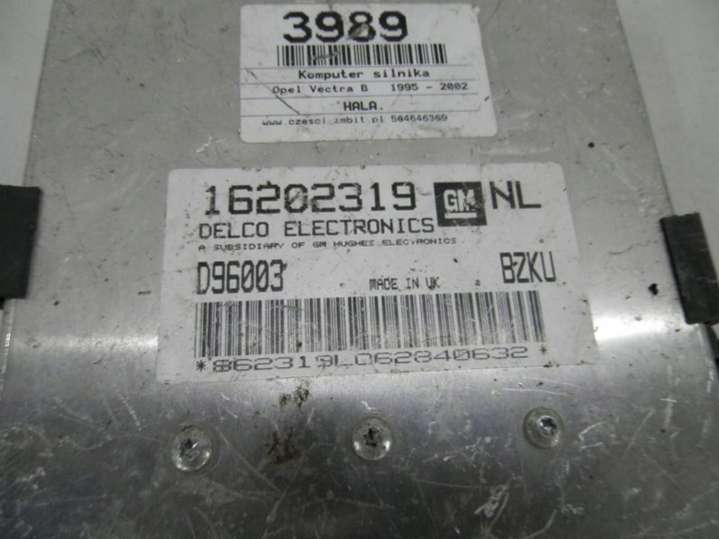 3989
Komputer silnika
Opel Vectra B 1995 - 2002
HALA.
www.czesci.imbit.pl 504646369
16202319 GM NL
DELCO ELECTRONICS
A SUBSIDIARY OF GM HUGHES ELECTRONICS
D96003 MADE IN UK BZKU
*862319L062840632*